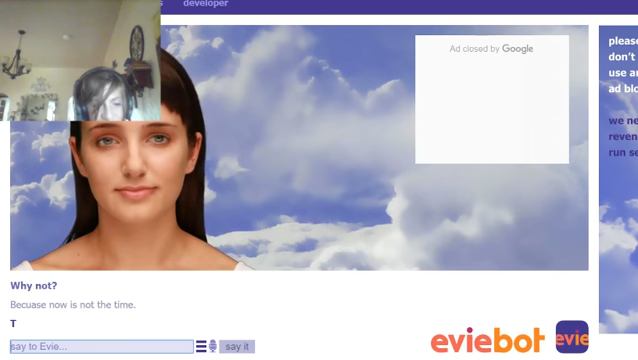 developer
Ad closed by Google
please
don't
use an
ad blo
we ne
reven
run se
Why not?
Becuase now is not the time.
T
say to Evie...
say it
eviebot
evie